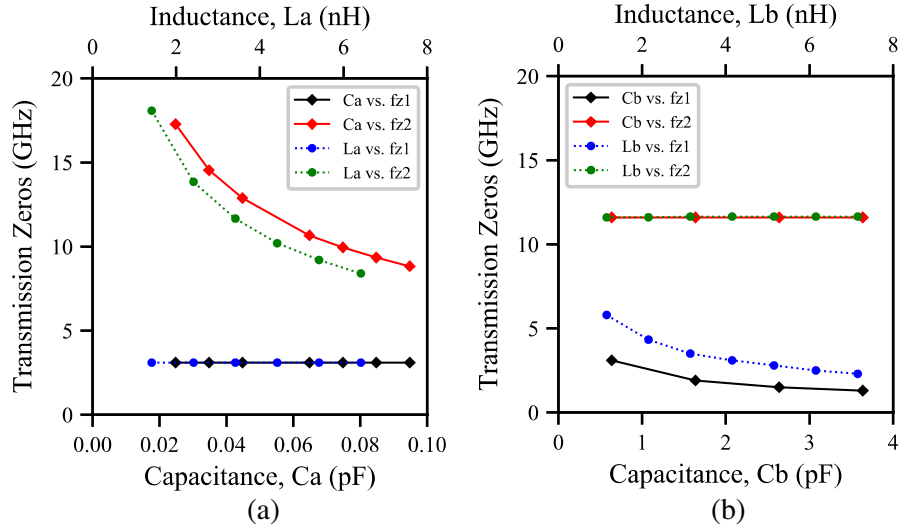 Inductance, La (nH)
0 2 4 6 8
Transmission Zeros (GHz)
20
15
10
5
0
Ca vs. fz1
Ca vs. fz2
La vs. fz1
La vs. fz2
0.00 0.02 0.04 0.06 0.08 0.10
Capacitance, Ca (pF)
(a)
Inductance, Lb (nH)
0 2 4 6 8
Transmission Zeros (GHz)
20
15
10
5
0
Cb vs. fz1
Cb vs. fz2
Lb vs. fz1
Lb vs. fz2
0 1 2 3 4
Capacitance, Cb (pF)
(b)